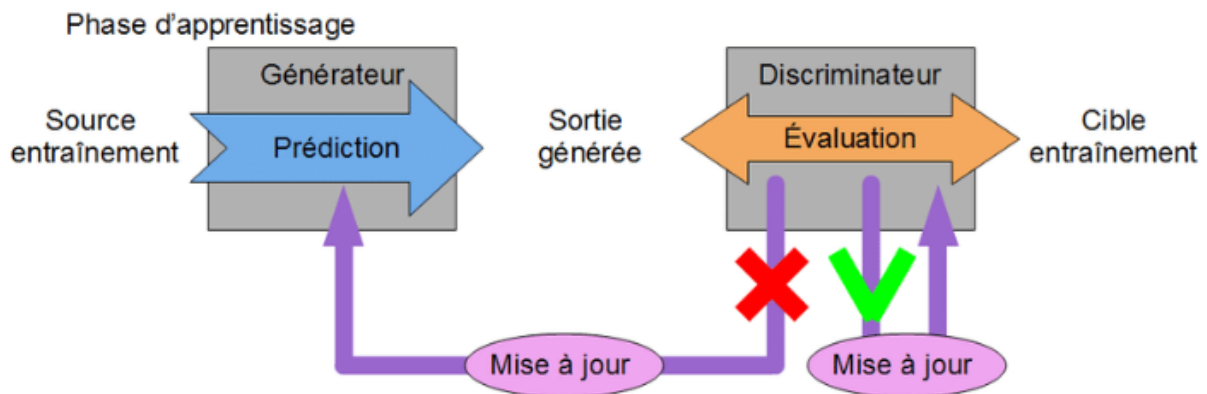 Phase d'apprentissage
Générateur
Discriminateur
Source
entraînement
Prédiction
Sortie
générée
Évaluation
Cible
entraînement
Mise à jour
Mise à jour